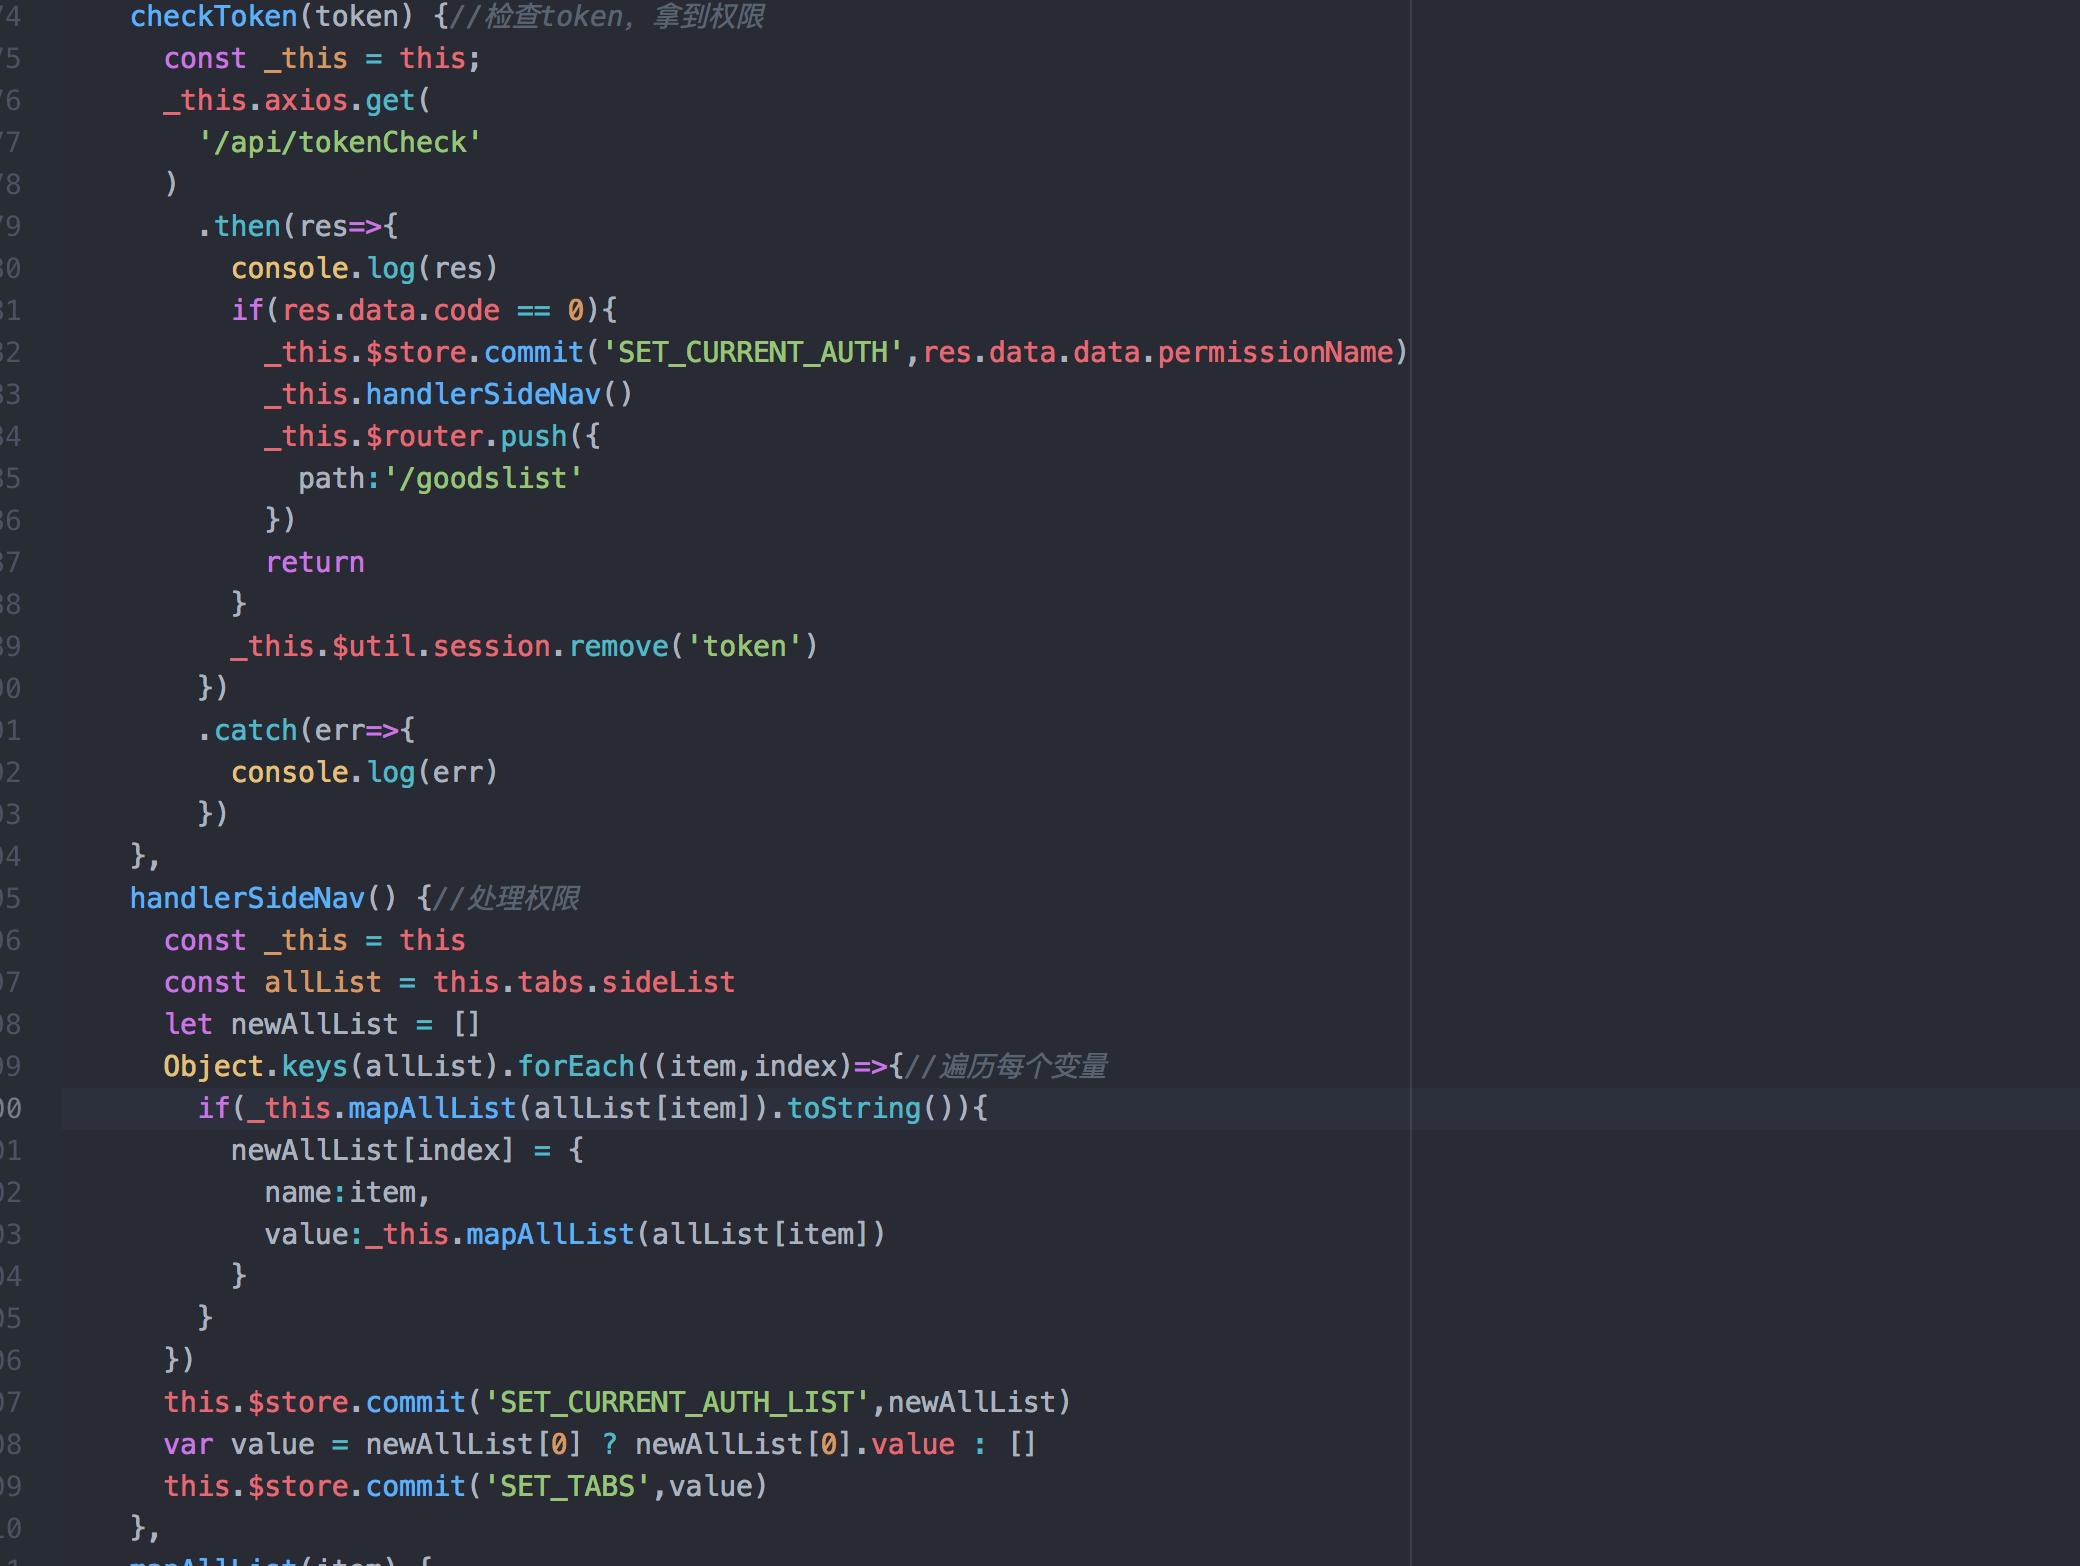 74 checkToken(token) {//检查token，拿到权限
75 const _this = this;
76 _this.axios.get(
77 '/api/tokenCheck'
78 )
79 .then(res=>{
80 console.log(res)
81 if(res.data.code == 0){
82 _this.$store.commit('SET_CURRENT_AUTH',res.data.data.permissionName)
83 _this.handlerSideNav()
84 _this.$router.push({
85 path:'/goodslist'
86 })
87 return
88 }
89 _this.$util.session.remove('token')
90 })
91 .catch(err=>{
92 console.log(err)
93 })
94 },
95 handlerSideNav() {//处理权限
96 const _this = this
97 const allList = this.tabs.sideList
98 let newAllList = []
99 Object.keys(allList).forEach((item,index)=>{//遍历每个变量
00 if(_this.mapAllList(allList[item]).toString()){
01 newAllList[index] = {
02 name:item,
03 value:_this.mapAllList(allList[item])
04 }
05 }
06 })
07 this.$store.commit('SET_CURRENT_AUTH_LIST',newAllList)
08 var value = newAllList[0] ? newAllList[0].value : []
09 this.$store.commit('SET_TABS',value)
10 },
mapAllList(item) {